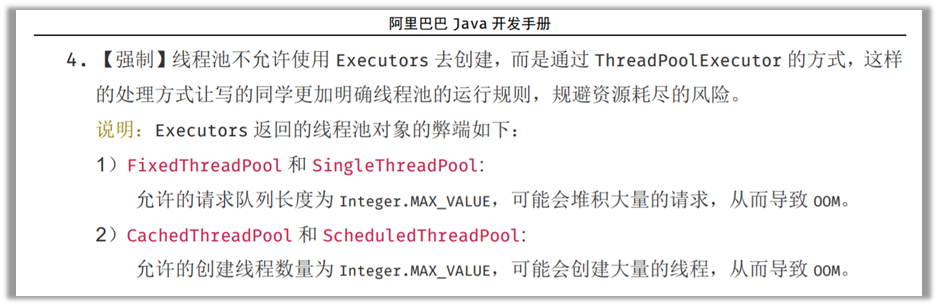 阿里巴巴 Java 开发手册
4. 【强制】线程池不允许使用 Executors 去创建，而是通过 ThreadPoolExecutor 的方式，这样
的处理方式让写的同学更加明确线程池的运行规则，规避资源耗尽的风险。
说明：Executors 返回的线程池对象的弊端如下：
1）FixedThreadPool 和 SingleThreadPool:
允许的请求队列长度为 Integer.MAX_VALUE，可能会堆积大量的请求，从而导致 OOM。
2）CachedThreadPool 和 ScheduledThreadPool:
允许的创建线程数量为 Integer.MAX_VALUE，可能会创建大量的线程，从而导致 OOM。